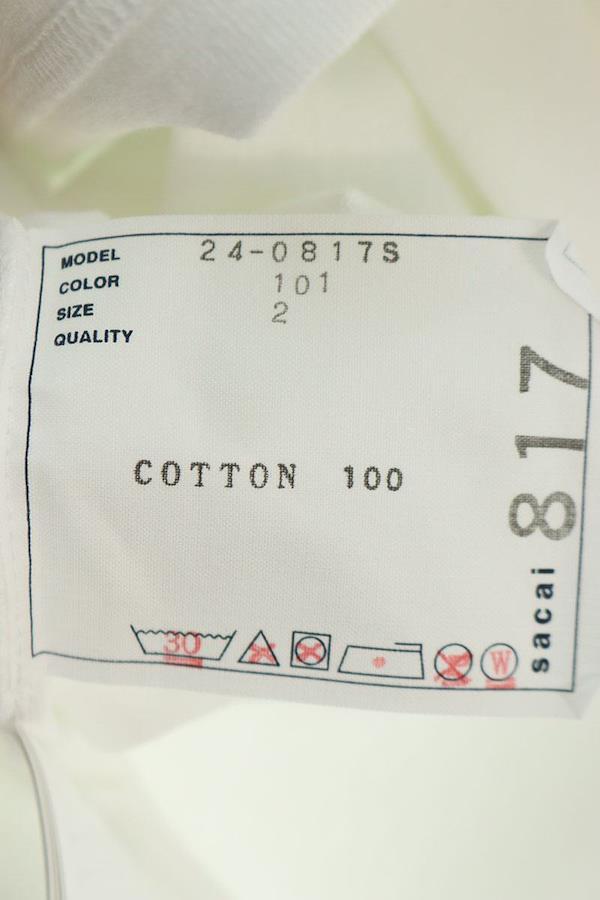 MODEL 24-0817S
COLOR 101
SIZE 2
QUALITY
COTTON 100
30
W
sacai 817